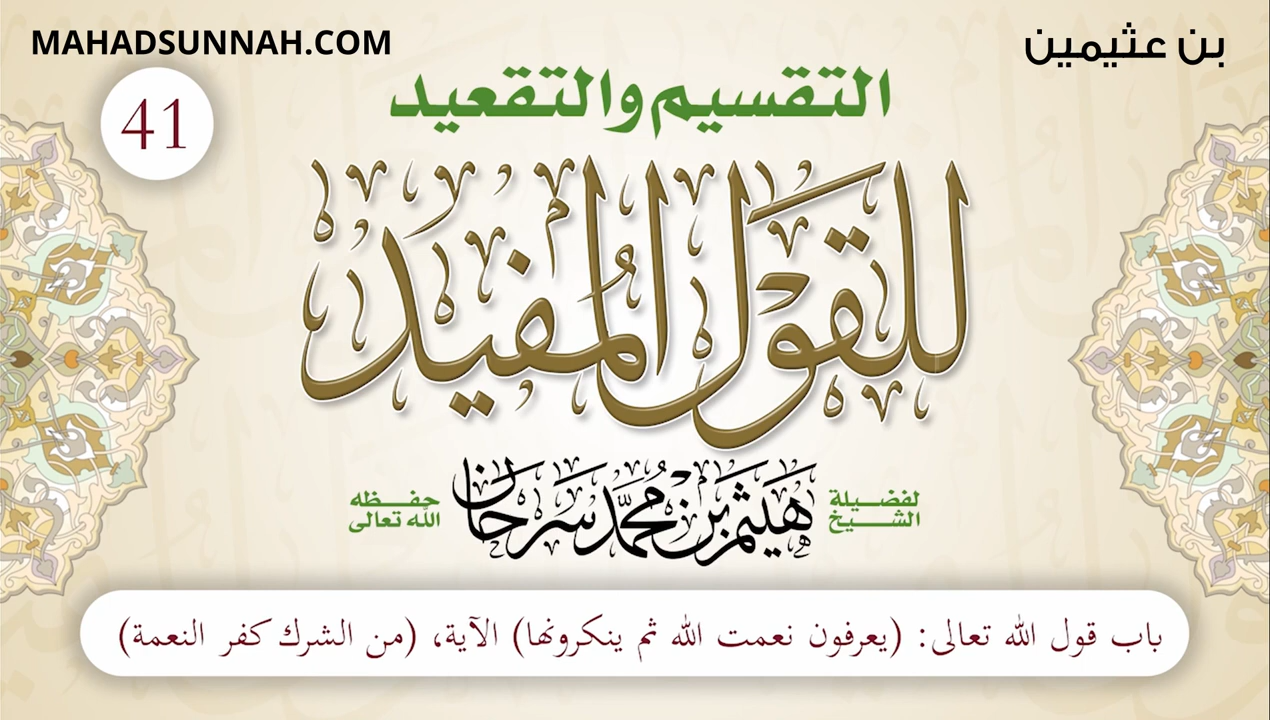 MAHADSUNNAH.COM
بن عثيمين
41
التقسيم والتقعيد
للقول المفيد
لفضيلة الشيخ
هيثم بن محمد سرحان
حفظه الله تعالى
باب قول الله تعالى: (يعرفون نعمت الله ثم ينكرونها) الآية، (من الشرك كفر النعمة)